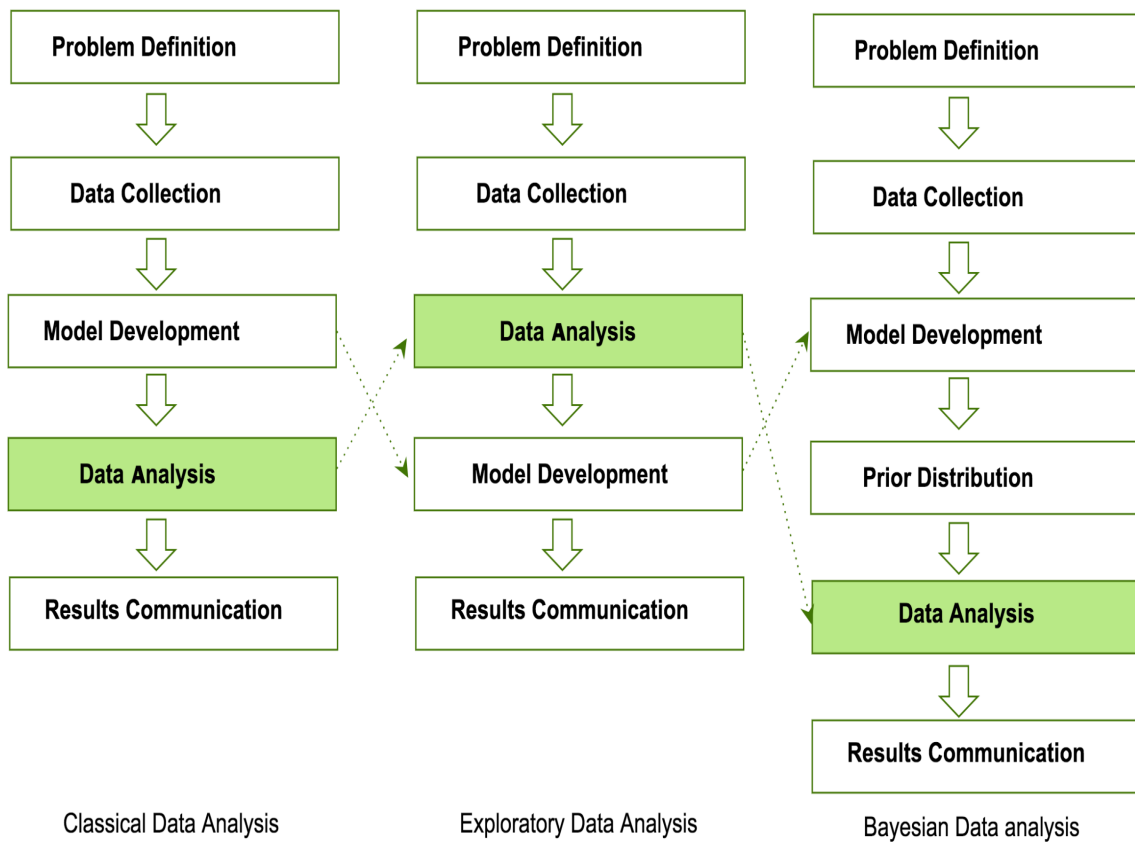 Problem Definition
Data Collection
Model Development
Data Analysis
Results Communication
Classical Data Analysis
Problem Definition
Data Collection
Data Analysis
Model Development
Results Communication
Exploratory Data Analysis
Problem Definition
Data Collection
Model Development
Prior Distribution
Data Analysis
Results Communication
Bayesian Data analysis